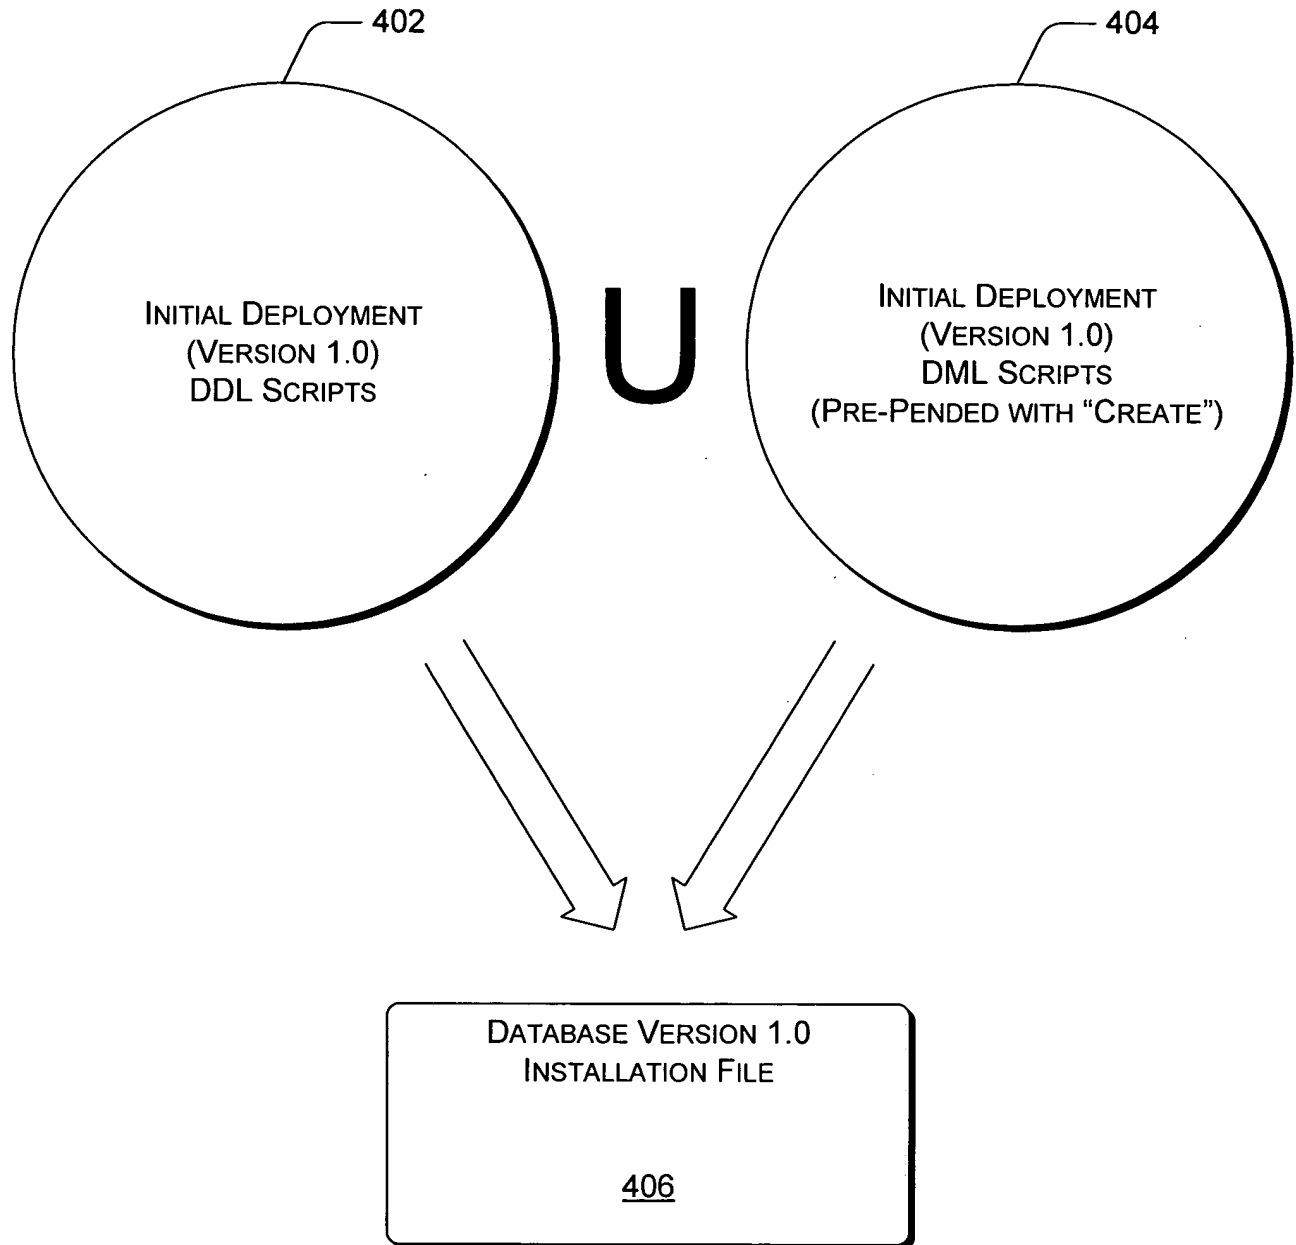 402
404
INITIAL DEPLOYMENT
(VERSION 1.0)
DDL SCRIPTS
U
INITIAL DEPLOYMENT
(VERSION 1.0)
DML SCRIPTS
(PRE-PENDED WITH “CREATE”)
DATABASE VERSION 1.0
INSTALLATION FILE
406